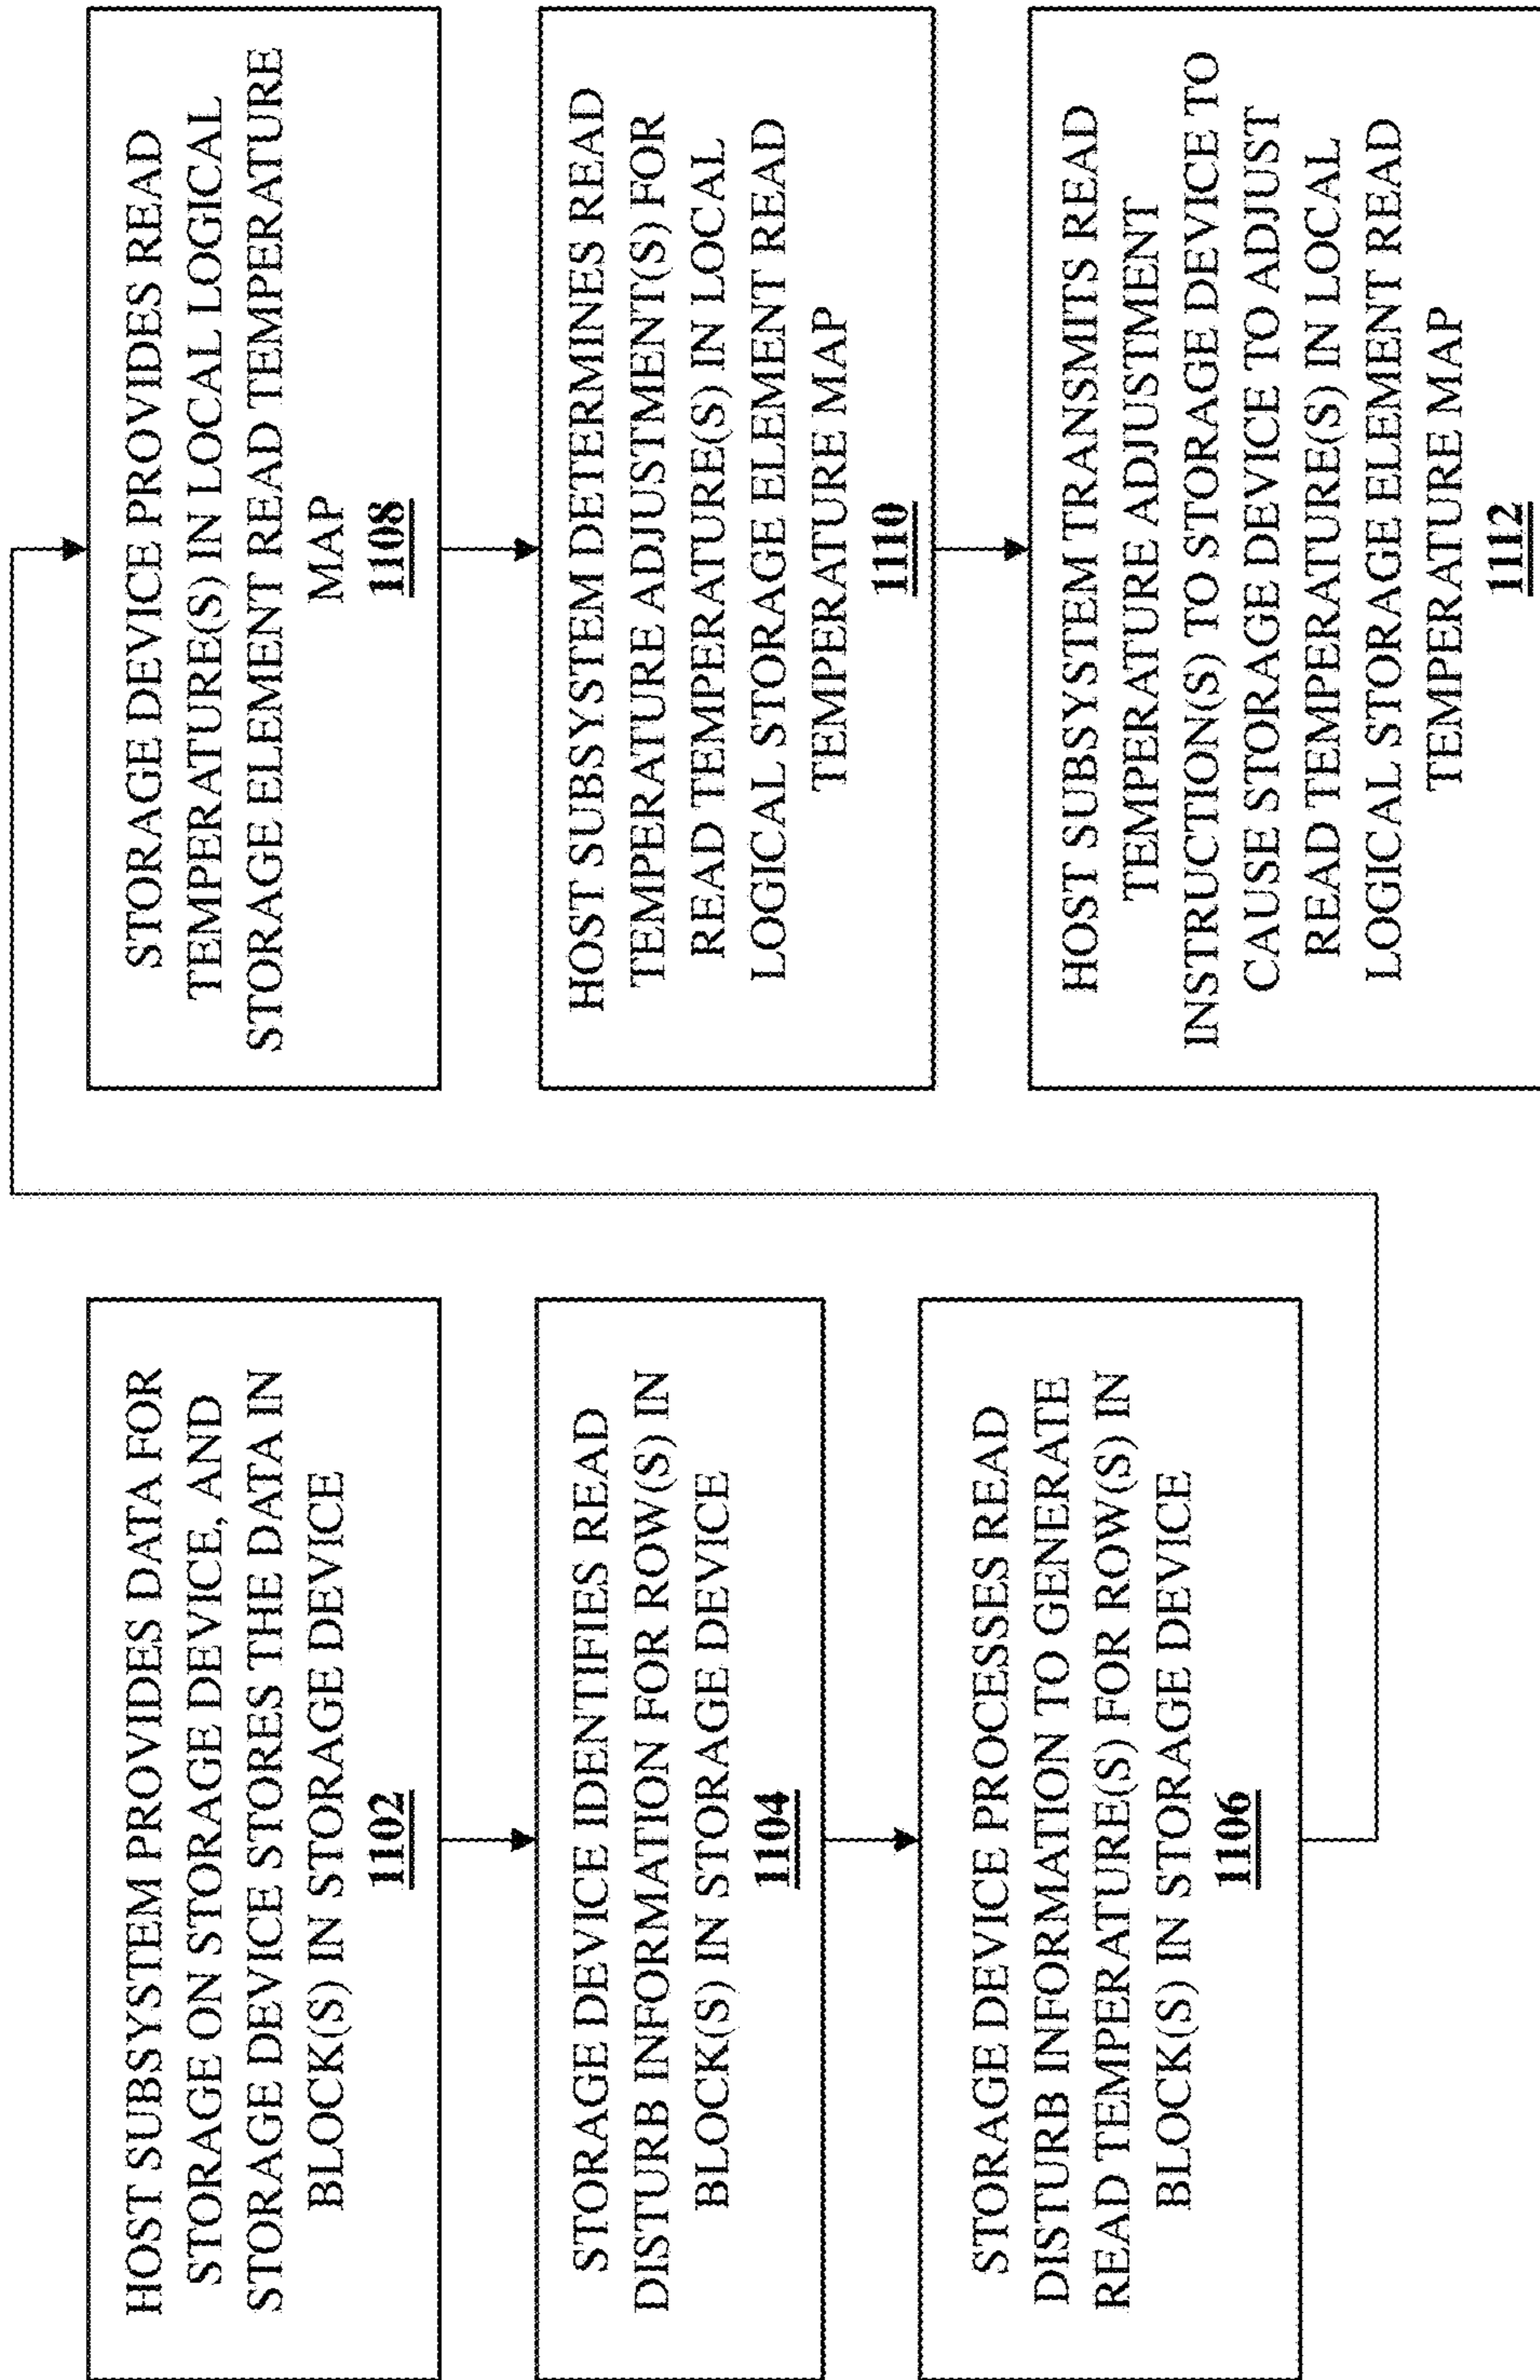 HOST SUBSYSTEM PROVIDES DATA FOR
STORAGE ON STORAGE DEVICE, AND
STORAGE DEVICE STORES THE DATA IN
BLOCK(S) IN STORAGE DEVICE
1102
STORAGE DEVICE IDENTIFIES READ
DISTURB INFORMATION FOR ROW(S) IN
BLOCK(S) IN STORAGE DEVICE
1104
STORAGE DEVICE PROCESSES READ
DISTURB INFORMATION TO GENERATE
READ TEMPERATURE(S) FOR ROW(S) IN
BLOCK(S) IN STORAGE DEVICE
1106
STORAGE DEVICE PROVIDES READ
TEMPERATURE(S) IN LOCAL LOGICAL
STORAGE ELEMENT READ TEMPERATURE
MAP
1108
HOST SUBSYSTEM DETERMINES READ
TEMPERATURE ADJUSTMENT(S) FOR
READ TEMPERATURE(S) IN LOCAL
LOGICAL STORAGE ELEMENT READ
TEMPERATURE MAP
1110
HOST SUBSYSTEM TRANSMITS READ
TEMPERATURE ADJUSTMENT
INSTRUCTION(S) TO STORAGE DEVICE TO
CAUSE STORAGE DEVICE TO ADJUST
READ TEMPERATURE(S) IN LOCAL
LOGICAL STORAGE ELEMENT READ
TEMPERATURE MAP
1112